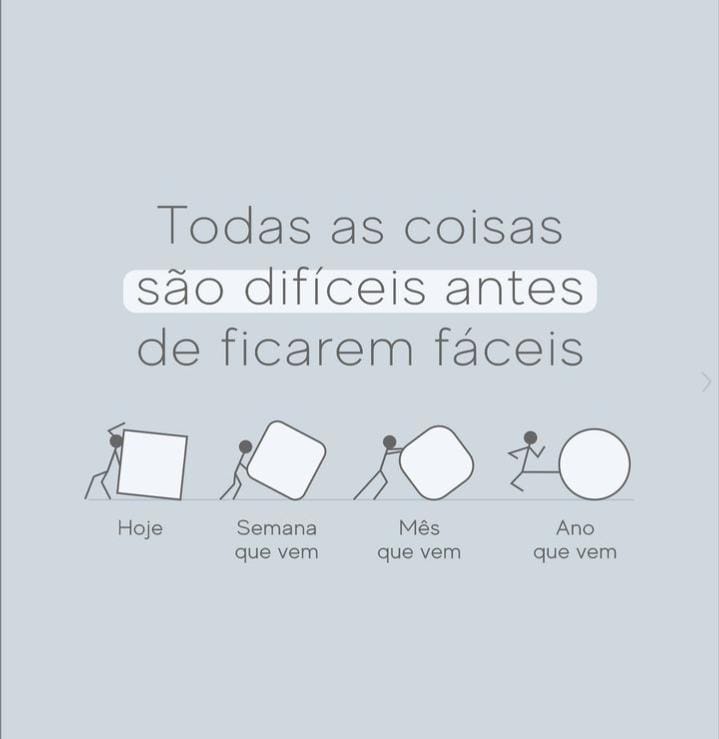 Todas as coisas
são difíceis antes
de ficarem fáceis
Hoje
Semana
que vem
Mês
que vem
Ano
que vem